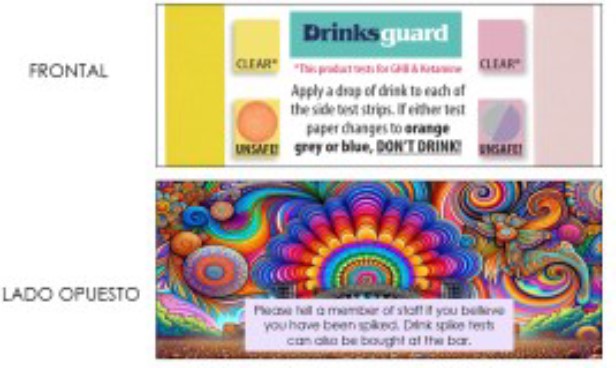 FRONTAL
Drinksguard
CLEAR*
CLEAR*
*This product tests for GHB & Ketamine
Apply a drop of drink to each of
the side test strips. If either test
paper changes to orange
grey or blue, DON'T DRINK!
UNSAFE!
UNSAFE!
LADO OPUESTO
Please tell a member of staff if you believe
you have been spiked. Drink spike tests
can also be bought at the bar.